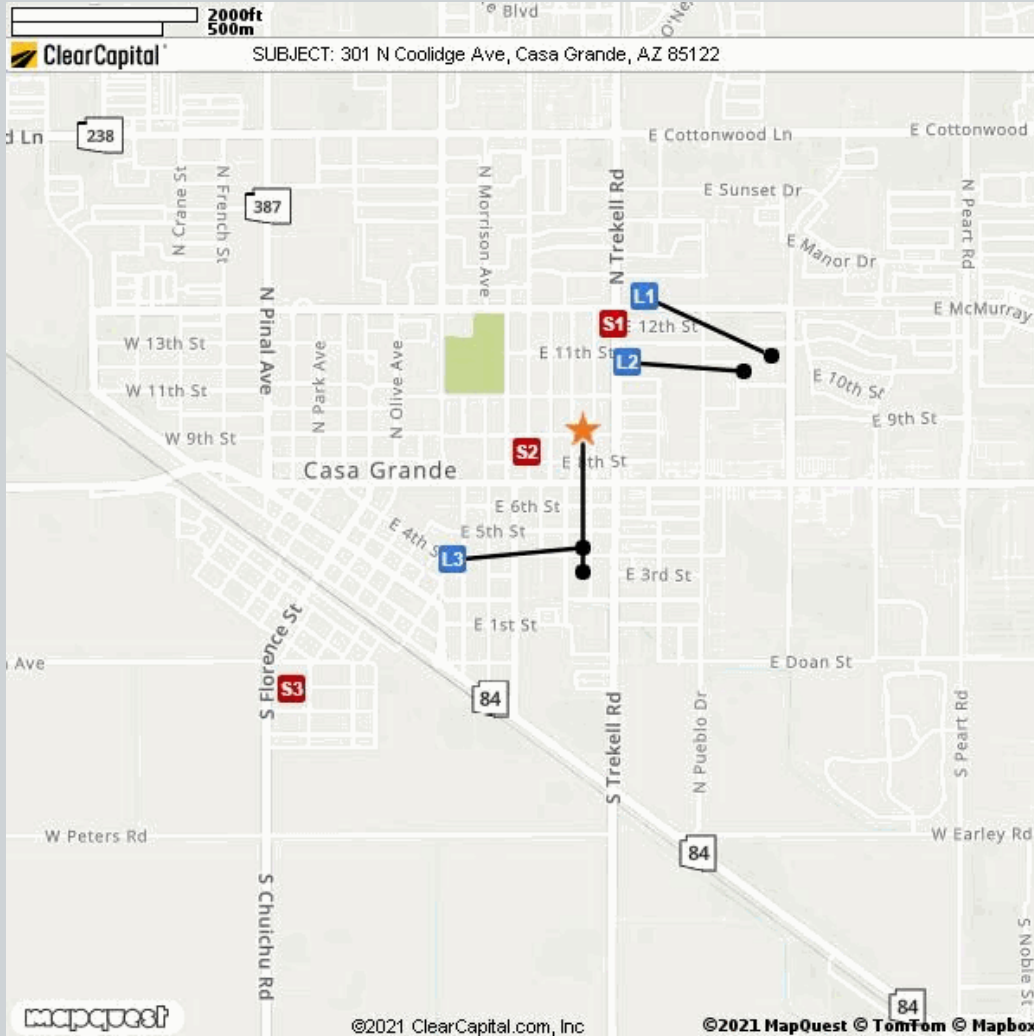 2000ft
500m
ClearCapital
SUBJECT: 301 N Coolidge Ave, Casa Grande, AZ 85122
e Blvd
O'Ne
d Ln
238
E Cottonwood Ln
E Cottonwood
N Crane St
N French St
387
N Morrison Ave
N Trekell Rd
E Sunset Dr
N Peart Rd
E Manor Dr
N Pinal Ave
L1
E McMurray
S1
E 12th St
W 13th St
N Park Ave
N Olive Ave
E 11th St
L2
W 11th St
E 10th St
E 9th St
W 9th St
S2
Casa Grande
E 8th St
E 6th St
E 4th S
E 5th St
L3
E 3rd St
E 1st St
S Florence St
Ave
E Doan St
S3
84
S Trekell Rd
N Pueblo Dr
S Peart Rd
W Peters Rd
W Earley Rd
84
S Chuichu Rd
S Noble St
84
mapquest
©2021 ClearCapital.com, Inc
©2021 MapQuest © TomTom © Mapbox